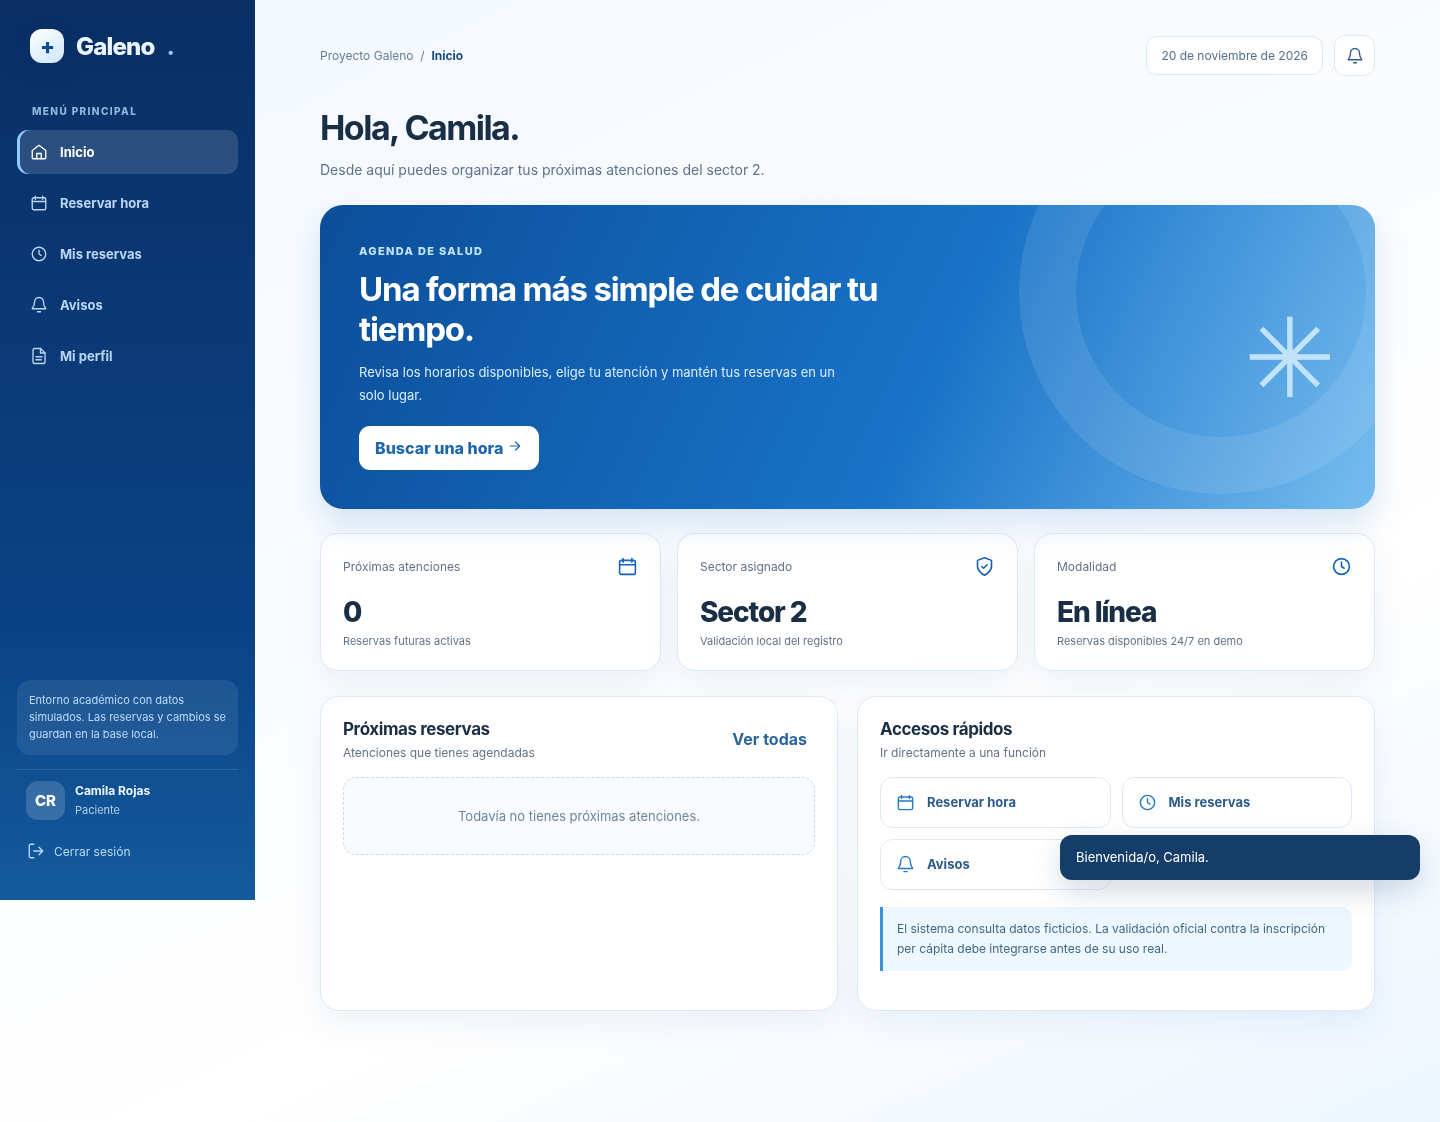 Galeno .
MENÚ PRINCIPAL
Inicio
Reservar hora
Mis reservas
Avisos
Mi perfil
Entorno académico con datos
simulados. Las reservas y cambios se
guardan en la base local.
CR
Camila Rojas
Paciente
Cerrar sesión
Proyecto Galeno / Inicio
20 de noviembre de 2026
Hola, Camila.
Desde aquí puedes organizar tus próximas atenciones del sector 2.
AGENDA DE SALUD
Una forma más simple de cuidar tu
tiempo.
Revisa los horarios disponibles, elige tu atención y mantén tus reservas en un
solo lugar.
Buscar una hora →
Próximas atenciones
0
Reservas futuras activas
Sector asignado
Sector 2
Validación local del registro
Modalidad
En línea
Reservas disponibles 24/7 en demo
Próximas reservas
Atenciones que tienes agendadas
Ver todas
Todavía no tienes próximas atenciones.
Accesos rápidos
Ir directamente a una función
Reservar hora
Mis reservas
Avisos
Bienvenida/o, Camila.
El sistema consulta datos ficticios. La validación oficial contra la inscripción
per cápita debe integrarse antes de su uso real.